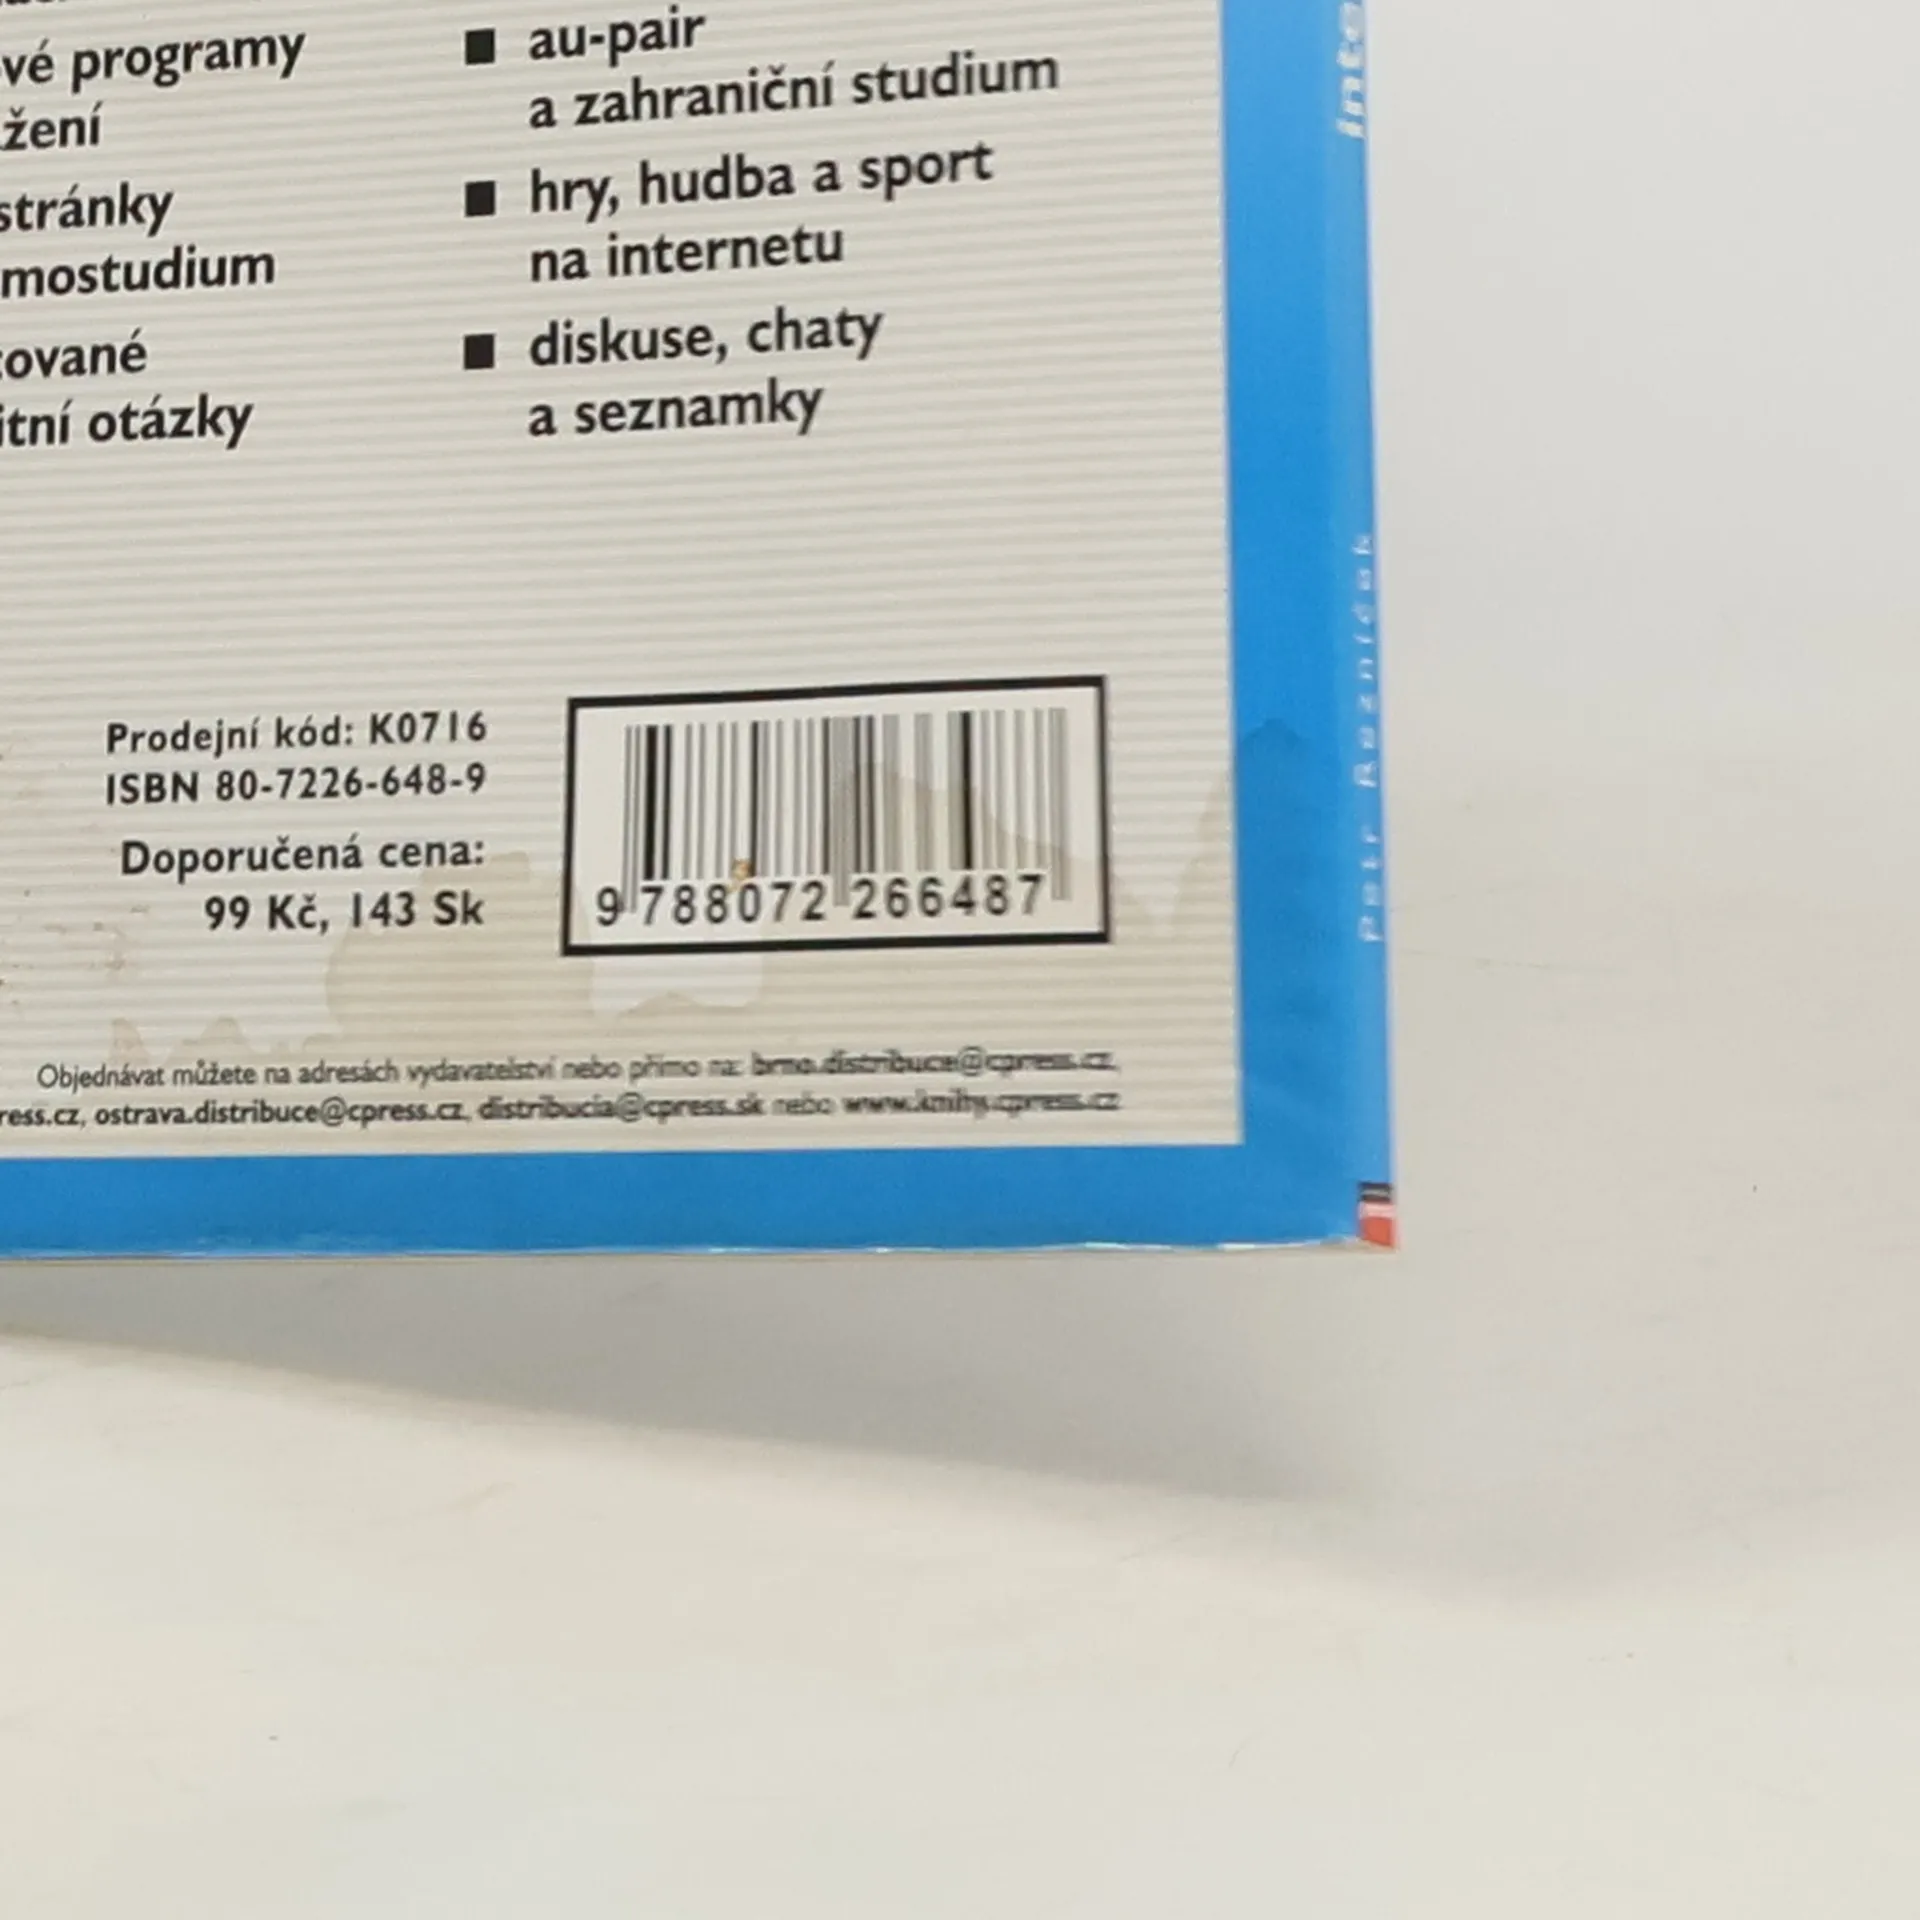 vé programy
žení
stránky
mostudium
ované
itní otázky
■ au-pair
a zahraniční studium
■ hry, hudba a sport
na internetu
■ diskuse, chaty
a seznamky
Prodejní kód: K0716
ISBN 80-7226-648-9
Doporučená cena:
99 Kč, 143 Sk
9 788072 266487
Objednávat můžete na adresách vydavatelství nebo přímo na: brno.distribuce@cpress.cz,
ress.cz, ostrava.distribuce@cpress.cz, distribucia@cpress.sk nebo www.knihy.cpress.cz
Petr Rezníček
Inte